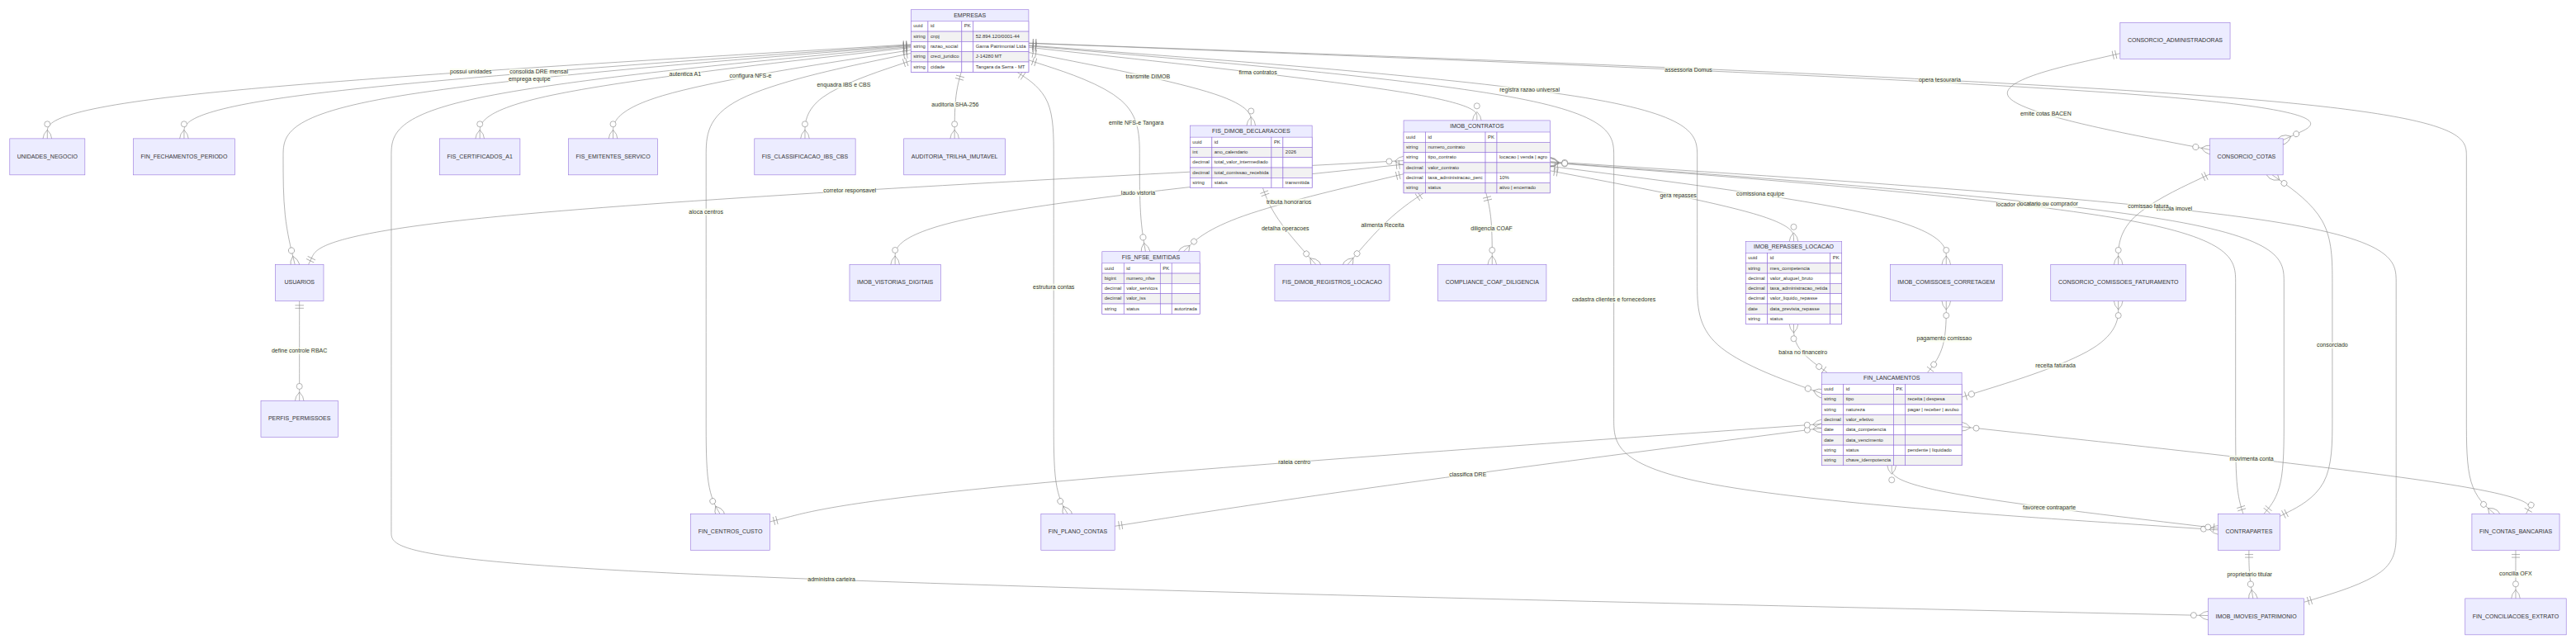 EMPRESAS
uuid id PK
string cnpj 52.894.120/0001-44
string razao_social Gama Patrimonial Ltda
string creci_juridico J-14280 MT
string cidade Tangara da Serra - MT
CONSORCIO_ADMINISTRADORAS
possui unidades
consolida DRE mensal
emprega equipe
autentica A1
configura NFS-e
enquadra IBS e CBS
auditoria SHA-256
transmite DIMOB
firma contratos
registra razao universal
assessoria Domus
opera tesouraria
emite cotas BACEN
emite NFS-e Tangara
UNIDADES_NEGOCIO
FIN_FECHAMENTOS_PERIODO
FIS_CERTIFICADOS_A1
FIS_EMITENTES_SERVICO
FIS_CLASSIFICACAO_IBS_CBS
AUDITORIA_TRILHA_IMUTAVEL
FIS_DIMOB_DECLARACOES
uuid id PK
int ano_calendario 2026
decimal total_valor_intermediado
decimal total_comissao_recebida
string status transmitida
IMOB_CONTRATOS
uuid id PK
string numero_contrato
string tipo_contrato locacao | venda | agro
decimal valor_contrato
decimal taxa_administracao_perc 10%
string status ativo | encerrado
CONSORCIO_COTAS
corretor responsavel
laudo vistoria
tributa honorarios
gera repasses
comissiona equipe
locador
locatario ou comprador
comissao fatura
imovel
aloca centros
detalha operacoes
alimenta Receita
diligencia COAF
USUARIOS
IMOB_VISTORIAS_DIGITAIS
FIS_NFSE_EMITIDAS
uuid id PK
bigint numero_nfse
decimal valor_servicos
decimal valor_iss
string status autorizada
FIS_DIMOB_REGISTROS_LOCACAO
COMPLIANCE_COAF_DILIGENCIA
IMOB_REPASSES_LOCACAO
uuid id PK
string mes_competencia
decimal valor_aluguel_bruto
decimal taxa_administracao_retida
decimal valor_liquido_repasse
date data_prevista_repasse
string status
IMOB_COMISSOES_CORRETAGEM
CONSORCIO_COMISSOES_FATURAMENTO
estrutura contas
cadastra clientes e fornecedores
define controle RBAC
baixa no financeiro
pagamento comissao
receita faturada
consorciado
PERFIS_PERMISSOES
FIN_LANCAMENTOS
uuid id PK
string tipo receita | despesa
string natureza pagar | receber | avulso
decimal valor_efetivo
date data_competencia
date data_vencimento
string status pendente | liquidado
string chave_idempotencia
rateia centro
classifica DRE
movimenta conta
favorece contraparte
FIN_CENTROS_CUSTO
FIN_PLANO_CONTAS
CONTRAPARTES
FIN_CONTAS_BANCARIAS
administra carteira
proprietario titular
concilia OFX
IMOB_IMOVEIS_PATRIMONIO
FIN_CONCILIACOES_EXTRATO